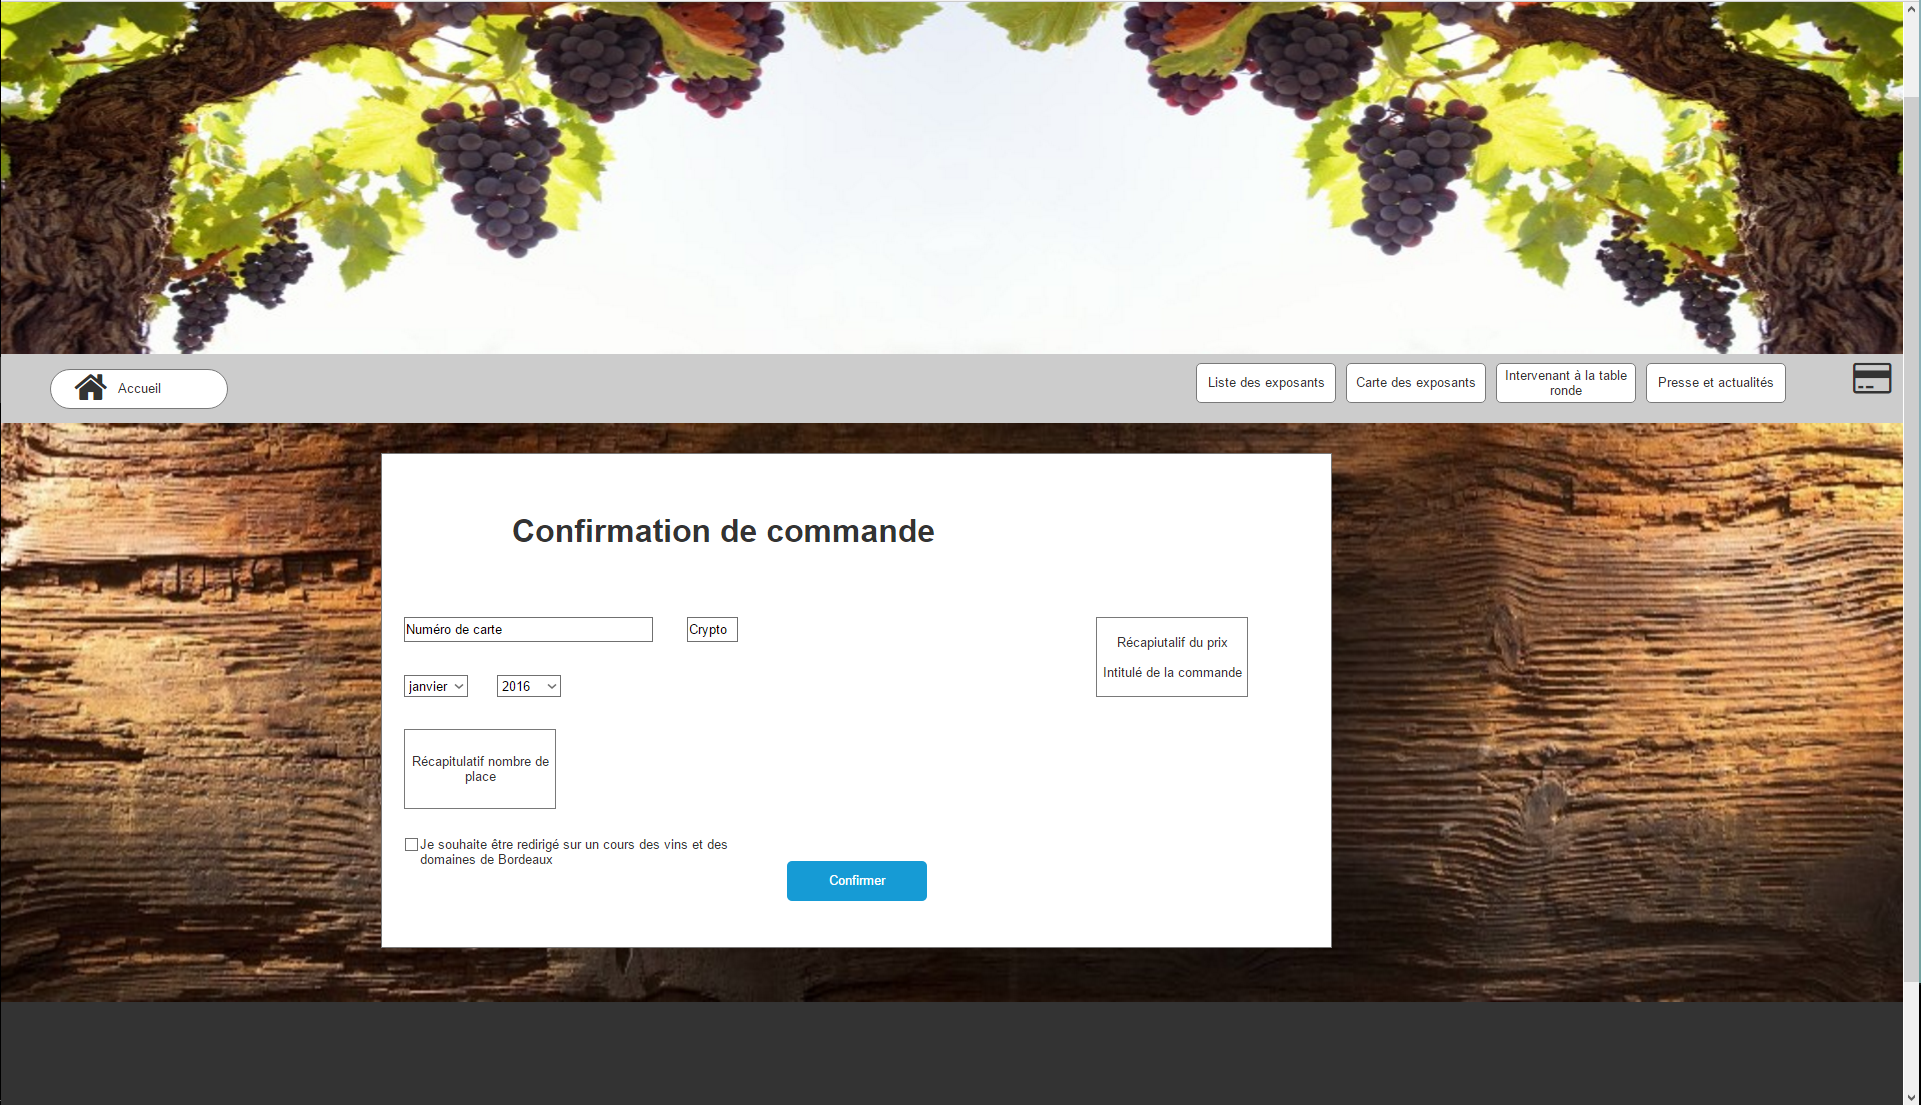 Accueil
Liste des exposants
Carte des exposants
Intervenant à la table
ronde
Presse et actualités
Confirmation de commande
Numéro de carte
Crypto
Récapiutalif du prix
Intitulé de la commande
janvier
2016
Récapitulatif nombre de
place
Je souhaite être redirigé sur un cours des vins et des
domaines de Bordeaux
Confirmer